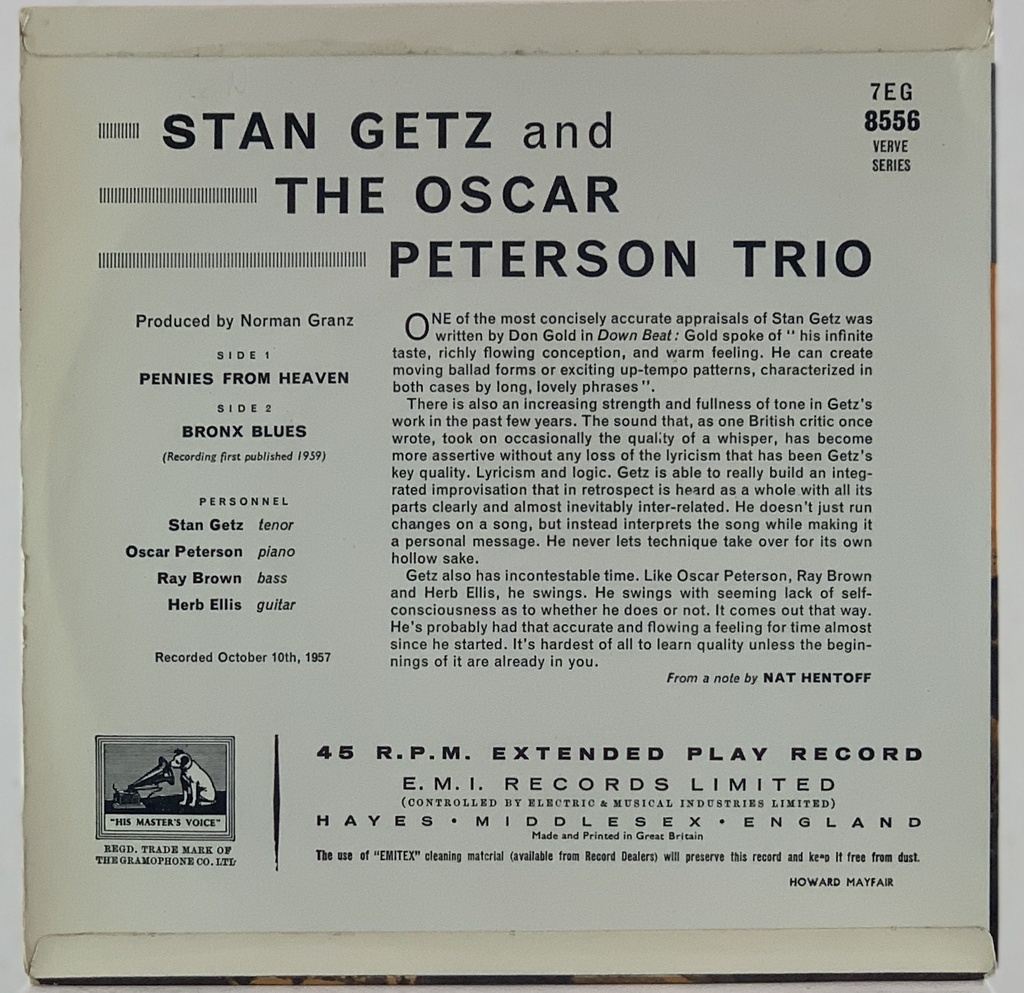 7EG
8556
VERVE
SERIES
STAN GETZ and
THE OSCAR
PETERSON TRIO
Produced by Norman Granz
SIDE 1
PENNIES FROM HEAVEN
SIDE 2
BRONX BLUES
(Recording first published 1959)
PERSONNEL
Stan Getz tenor
Oscar Peterson piano
Ray Brown bass
Herb Ellis guitar
Recorded October 10th, 1957
ONE of the most concisely accurate appraisals of Stan Getz was
written by Don Gold in Down Beat: Gold spoke of " his infinite
taste, richly flowing conception, and warm feeling. He can create
moving ballad forms or exciting up-tempo patterns, characterized in
both cases by long, lovely phrases ".
There is also an increasing strength and fullness of tone in Getz's
work in the past few years. The sound that, as one British critic once
wrote, took on occasionally the quality of a whisper, has become
more assertive without any loss of the lyricism that has been Getz's
key quality. Lyricism and logic. Getz is able to really build an integ-
rated improvisation that in retrospect is heard as a whole with all its
parts clearly and almost inevitably inter-related. He doesn't just run
changes on a song, but instead interprets the song while making it
a personal message. He never lets technique take over for its own
hollow sake.
Getz also has incontestable time. Like Oscar Peterson, Ray Brown
and Herb Ellis, he swings. He swings with seeming lack of self-
consciousness as to whether he does or not. It comes out that way.
He's probably had that accurate and flowing a feeling for time almost
since he started. It's hardest of all to learn quality unless the begin-
nings of it are already in you.
From a note by NAT HENTOFF
"HIS MASTER'S VOICE"
REGD. TRADE MARK OF
THE GRAMOPHONE CO. LTD
45 R.P.M. EXTENDED PLAY RECORD
E.M.I. RECORDS LIMITED
(CONTROLLED BY ELECTRIC & MUSICAL INDUSTRIES LIMITED)
HAYES • MIDDLESEX • ENGLAND
Made and Printed in Great Britain
The use of "EMITEX" cleaning material (available from Record Dealers) will preserve this record and keep it free from dust.
HOWARD MAYFAIR